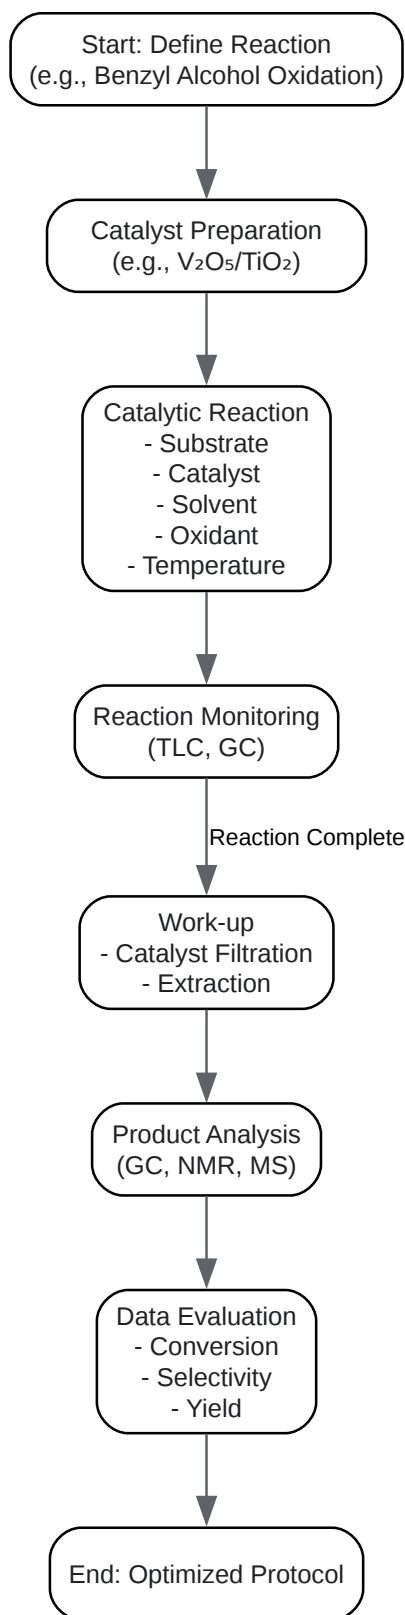 Start: Define Reaction
(e.g., Benzyl Alcohol Oxidation)
Catalyst Preparation
(e.g., V₂O₅/TiO₂)
Catalytic Reaction
- Substrate
- Catalyst
- Solvent
- Oxidant
- Temperature
Reaction Monitoring
(TLC, GC)
Reaction Complete
Work-up
- Catalyst Filtration
- Extraction
Product Analysis
(GC, NMR, MS)
Data Evaluation
- Conversion
- Selectivity
- Yield
End: Optimized Protocol